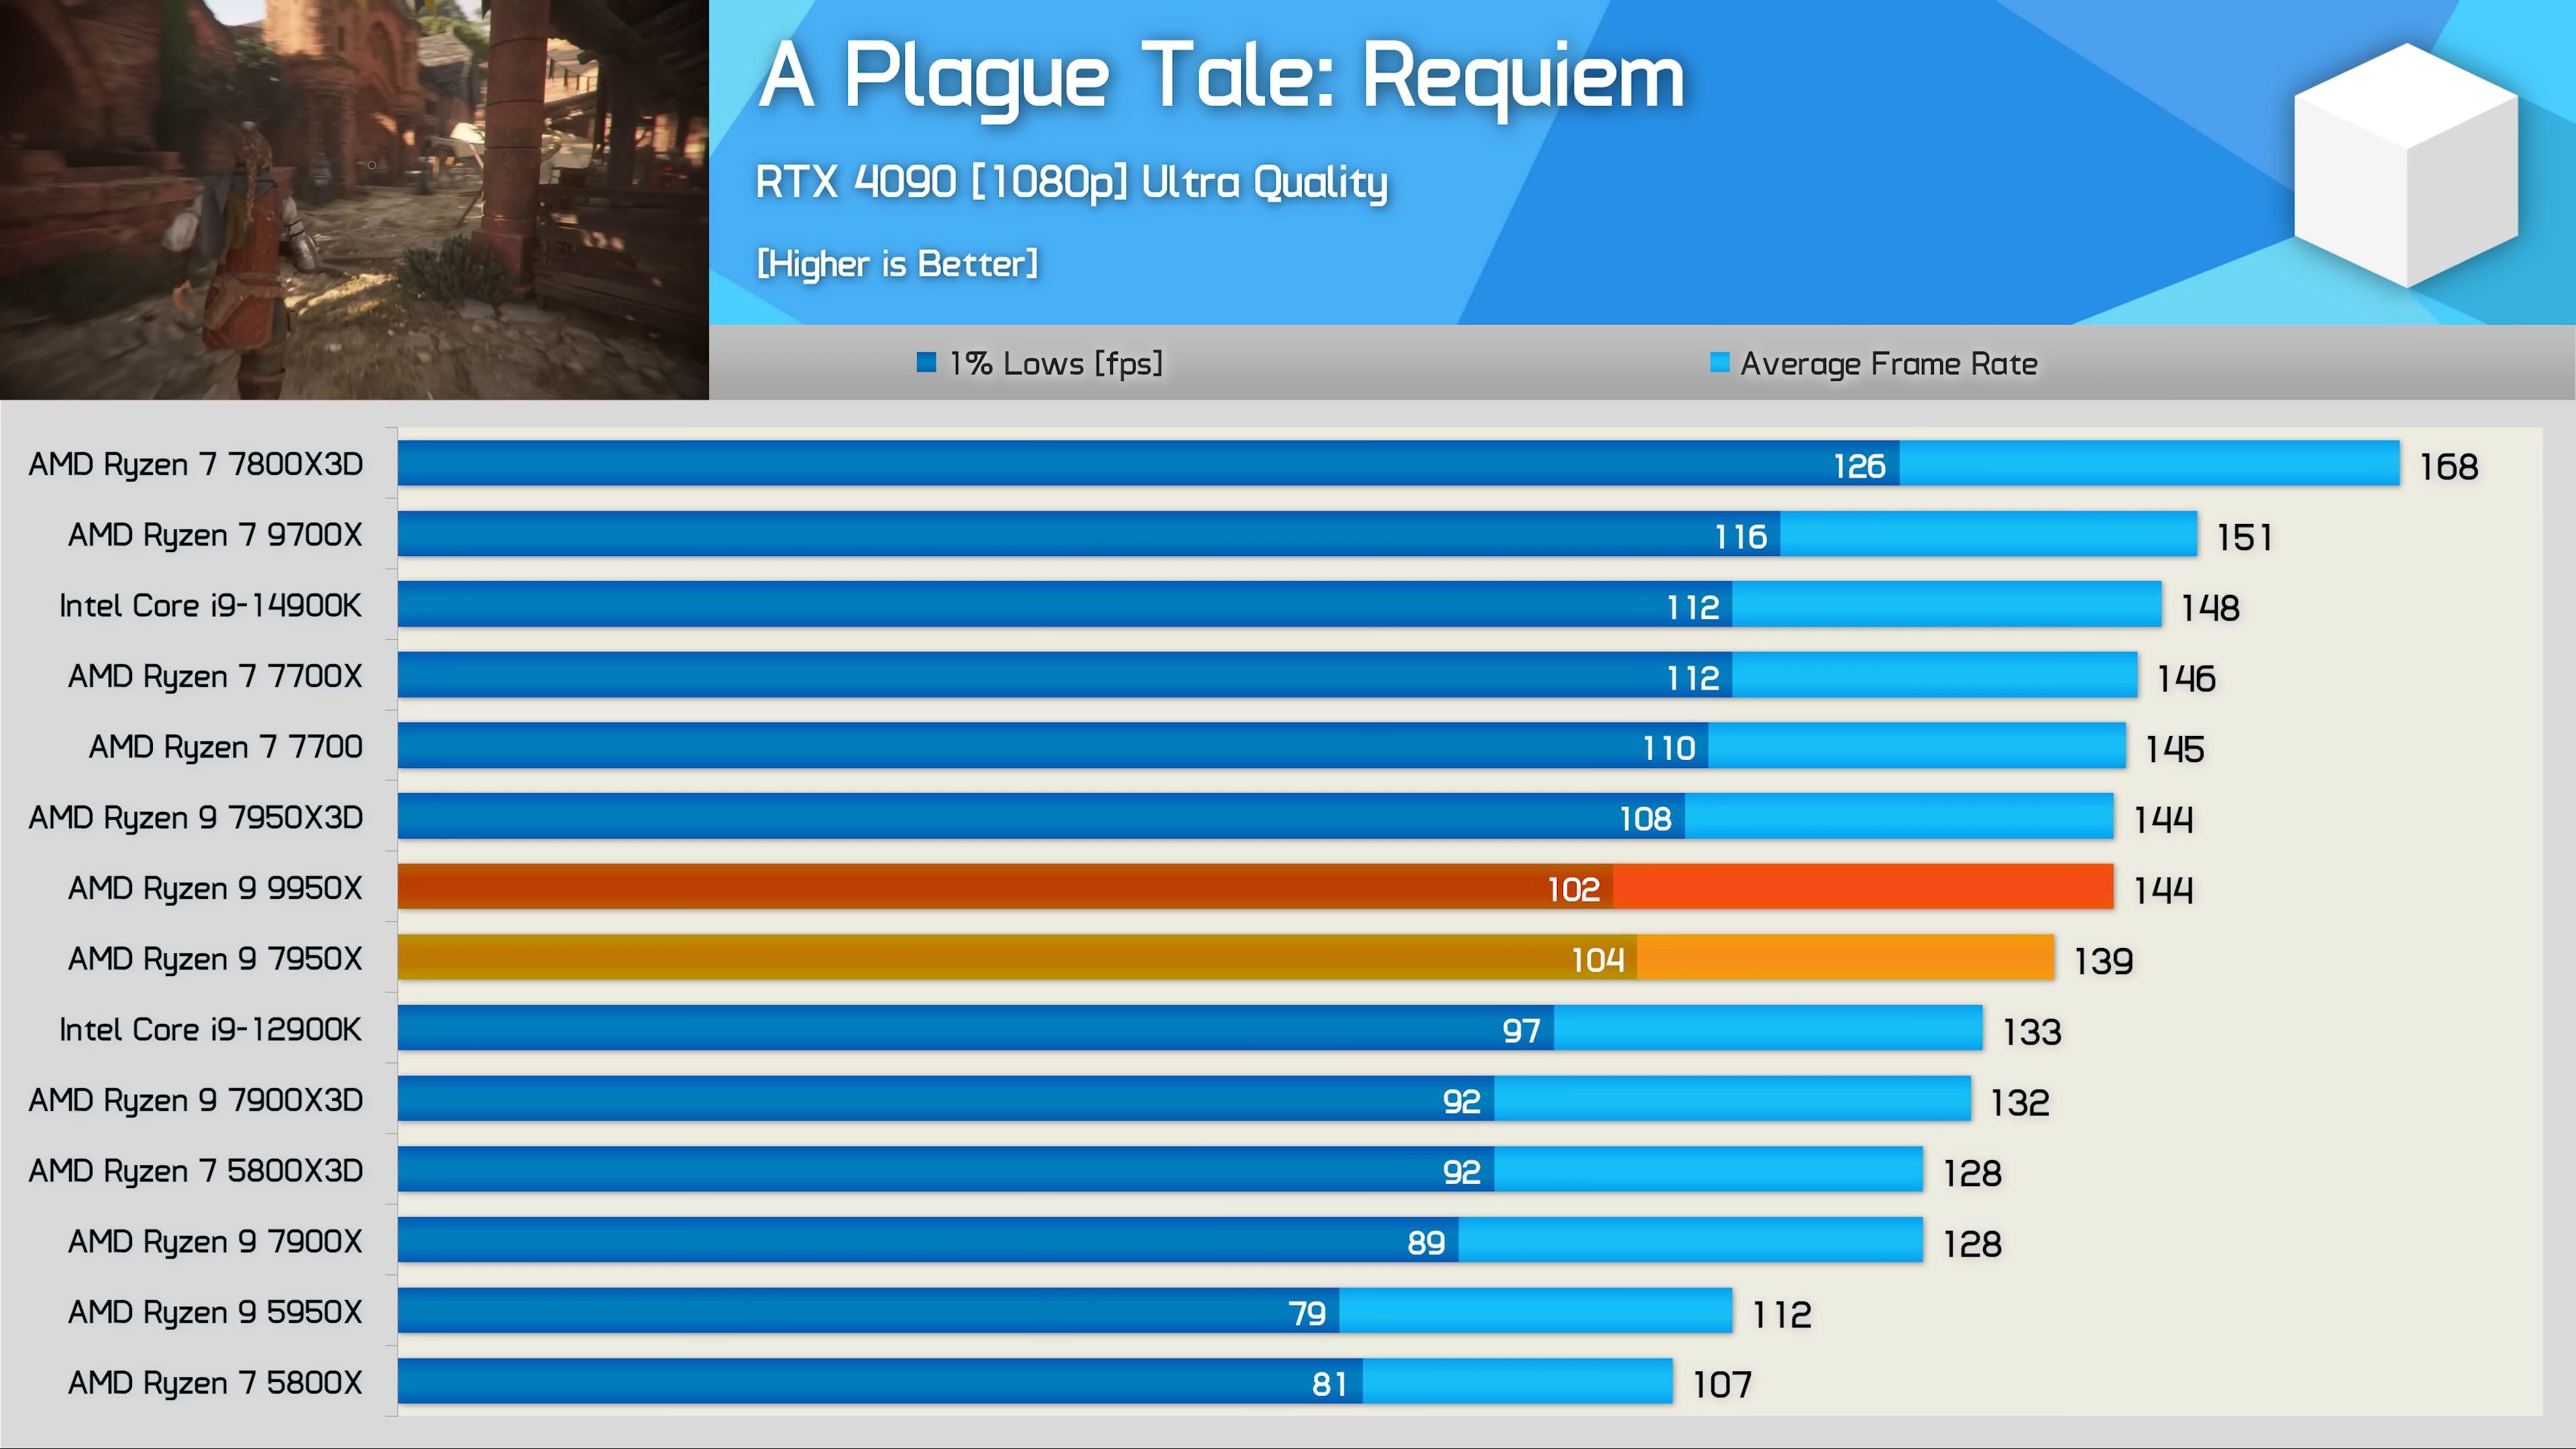 A Plague Tale: Requiem
RTX 4090 [1080p] Ultra Quality
[Higher is Better]
1% Lows [fps] Average Frame Rate
AMD Ryzen 7 7800X3D 126 168
AMD Ryzen 7 9700X 116 151
Intel Core i9-14900K 112 148
AMD Ryzen 7 7700X 112 146
AMD Ryzen 7 7700 110 145
AMD Ryzen 9 7950X3D 108 144
AMD Ryzen 9 9950X 102 144
AMD Ryzen 9 7950X 104 139
Intel Core i9-12900K 97 133
AMD Ryzen 9 7900X3D 92 132
AMD Ryzen 7 5800X3D 92 128
AMD Ryzen 9 7900X 89 128
AMD Ryzen 9 5950X 79 112
AMD Ryzen 7 5800X 81 107